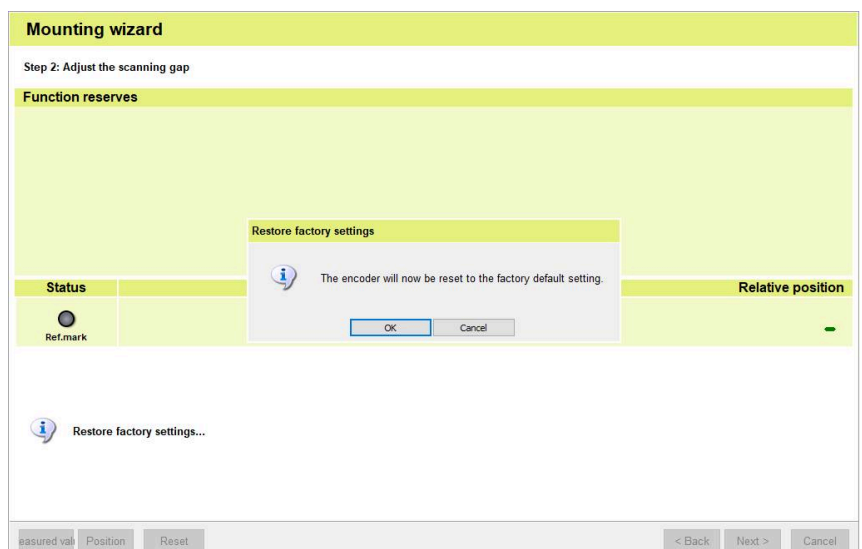 Mounting wizard
Step 2: Adjust the scanning gap
Function reserves
Restore factory settings
The encoder will now be reset to the factory default setting.
OK Cancel
Status Relative position
Ref.mark
Restore factory settings...
easured val Position Reset < Back Next > Cancel